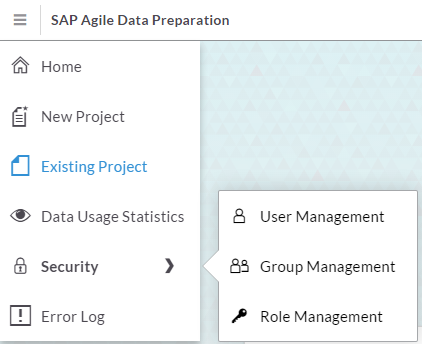 SAP Agile Data Preparation
Home
New Project
Existing Project
Data Usage Statistics
User Management
Security
Group Management
Error Log
Role Management